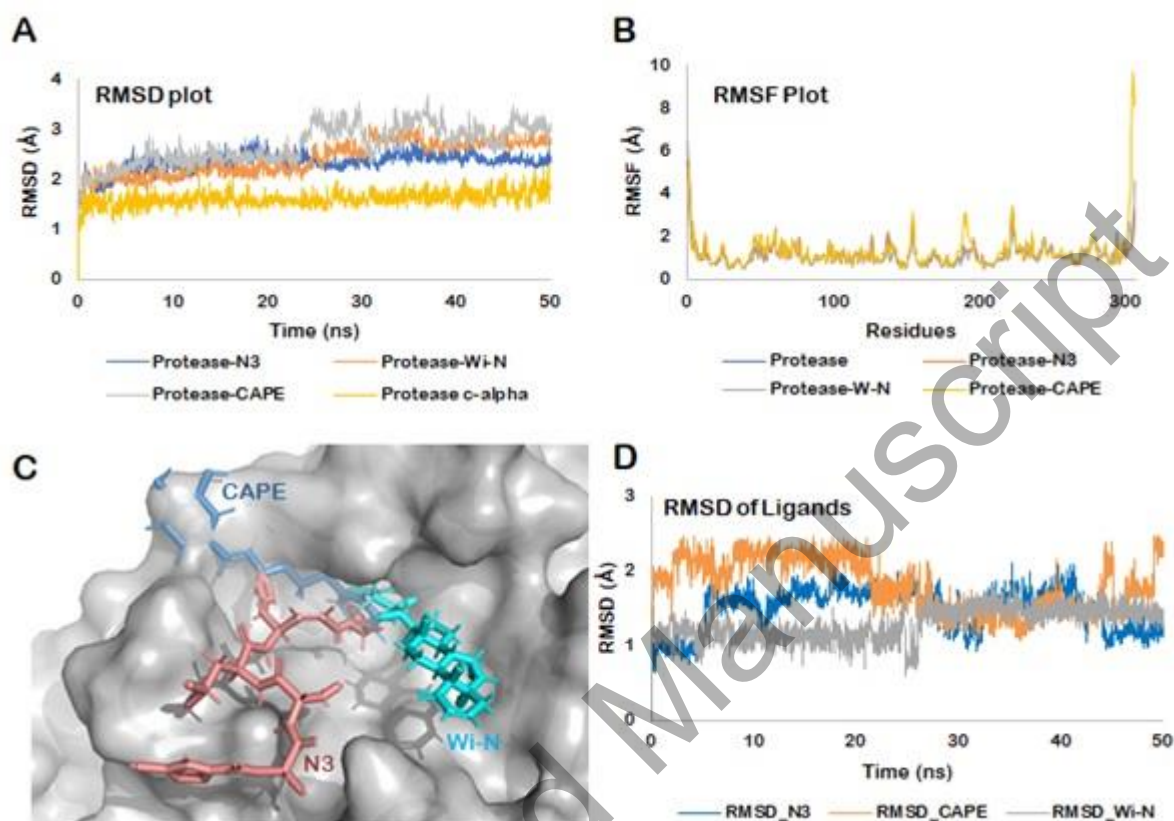 A
RMSD plot
4
3
2
1
0
RMSD (Å)
0 10 20 30 40 50
Time (ns)
Protease-N3 Protease-Wi-N
Protease-CAPE Protease c-alpha
B
RMSF Plot
10
8
6
4
2
0
RMSF (Å)
0 100 200 300
Residues
Protease Protease-N3
Protease-W-N Protease-CAPE
C
CAPE
Wi-N
N3
D
RMSD of Ligands
3
2
1
0
RMSD (Å)
0 10 20 30 40 50
Time (ns)
RMSD_N3 RMSD_CAPE RMSD_Wi-N
d Manuscript